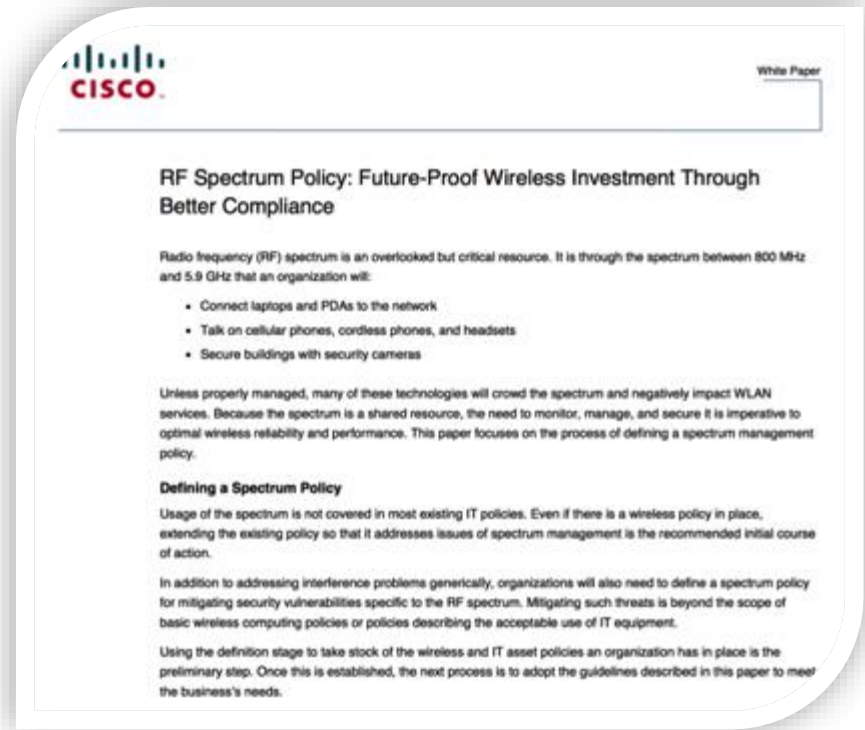 CISCO.
White Paper
RF Spectrum Policy: Future-Proof Wireless Investment Through
Better Compliance
Radio frequency (RF) spectrum is an overlooked but critical resource. It is through the spectrum between 800 MHz
and 5.9 GHz that an organization will:
• Connect laptops and PDAs to the network
• Talk on cellular phones, cordless phones, and headsets
• Secure buildings with security cameras
Unless properly managed, many of these technologies will crowd the spectrum and negatively impact WLAN
services. Because the spectrum is a shared resource, the need to monitor, manage, and secure it is imperative to
optimal wireless reliability and performance. This paper focuses on the process of defining a spectrum management
policy.
Defining a Spectrum Policy
Usage of the spectrum is not covered in most existing IT policies. Even if there is a wireless policy in place,
extending the existing policy so that it addresses issues of spectrum management is the recommended initial course
of action.
In addition to addressing interference problems generically, organizations will also need to define a spectrum policy
for mitigating security vulnerabilities specific to the RF spectrum. Mitigating such threats is beyond the scope of
basic wireless computing policies or policies describing the acceptable use of IT equipment.
Using the definition stage to take stock of the wireless and IT asset policies an organization has in place is the
preliminary step. Once this is established, the next process is to adopt the guidelines described in this paper to meet
the business's needs.